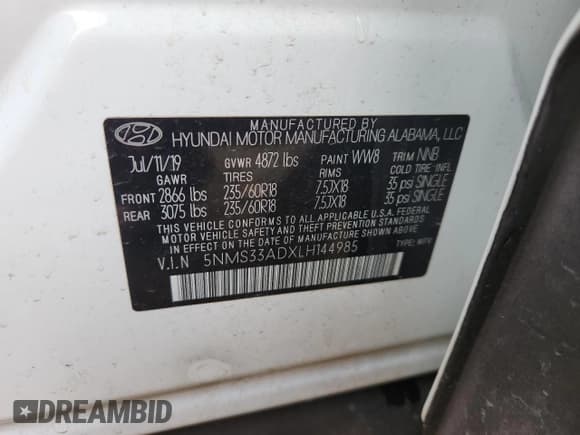 MANUFACTURED BY
HYUNDAI MOTOR MANUFACTURING ALABAMA, LLC
Jul/11/19 GVWR 4872 lbs PAINT WW8 TRIM NNB
GAWR TIRES RIMS COLD TIRE INFL.
FRONT 2866 lbs 235/60R18 7.5JX18 35 psi SINGLE
REAR 3075 lbs 235/60R18 7.5JX18 35 psi SINGLE
THIS VEHICLE CONFORMS TO ALL APPLICABLE U.S.A. FEDERAL
MOTOR VEHICLE SAFETY AND THEFT PREVENTION STANDARDS
IN EFFECT ON THE DATE OF MANUFACTURE SHOWN ABOVE.
V.I.N 5NMS33ADXLH144985 TYPE: MPV
DREAMBID